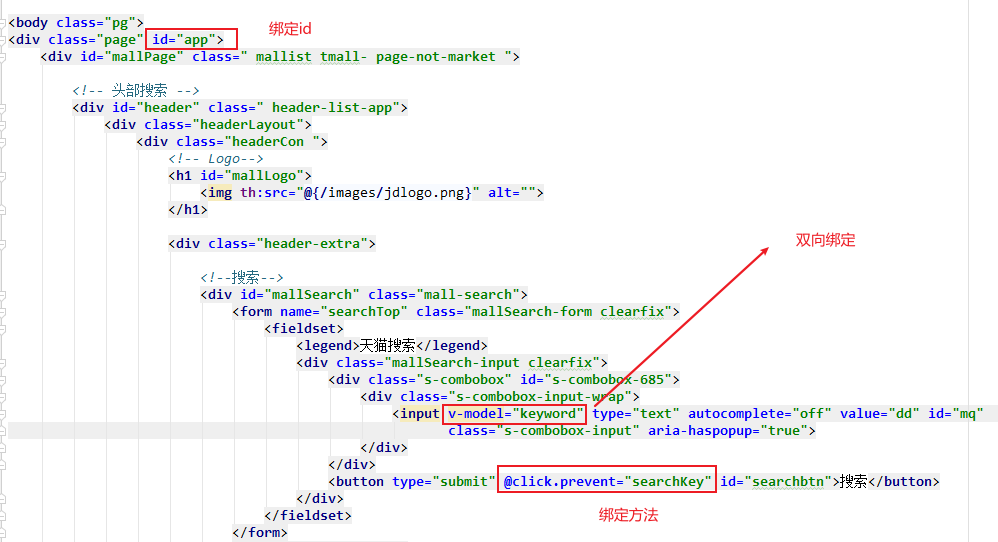 <body class="pg">
绑定id
<div class="page" id="app">
<div id="mallPage" class=" mallist tmall- page-not-market ">
<!-- 头部搜索 -->
<div id="header" class=" header-list-app">
<div class="headerLayout">
<div class="headerCon ">
<!-- Logo-->
<h1 id="mallLogo">
<img th:src="@{/images/jdlogo.png}" alt="">
</h1>
双向绑定
<div class="header-extra">
<!--搜索-->
<div id="mallSearch" class="mall-search">
<form name="searchTop" class="mallSearch-form clearfix">
<fieldset>
<legend>天猫搜索</legend>
<div class="mallSearch-input clearfix">
<div class="s-combobox" id="s-combobox-685">
<div class="s-combobox-input-wrap">
<input v-model="keyword" type="text" autocomplete="off" value="dd" id="mq"
class="s-combobox-input" aria-haspopup="true">
</div>
</div>
<button type="submit" @click.prevent="searchKey" id="searchbtn">搜索</button>
</div>
绑定方法
</fieldset>
</form>